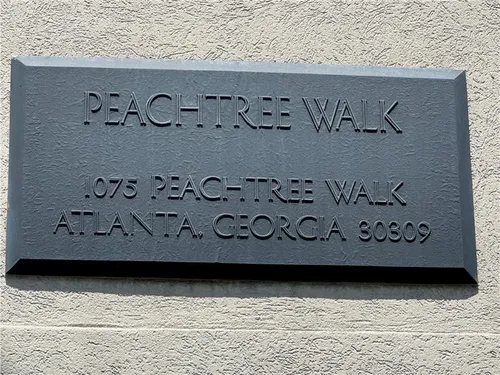 PEACHTREE WALK
1075 PEACHTREE WALK
ATLANTA, GEORGIA 30309